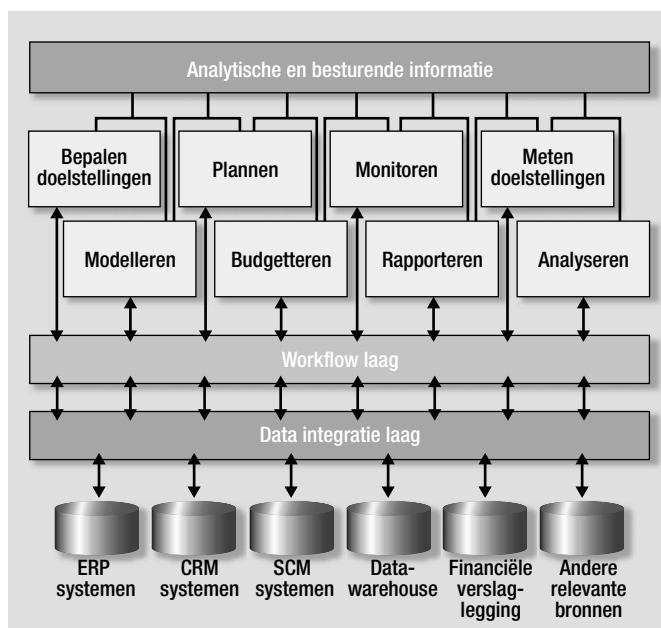 Analytische en besturende informatie
Bepalen
doelstellingen
Plannen
Monitoren
Meten
doelstellingen
Modelleren
Budgetteren
Rapporteren
Analyseren
Workflow laag
Data integratie laag
ERP
systemen
CRM
systemen
SCM
systemen
Data-
warehouse
Financiële
verslag-
legging
Andere
relevante
bronnen